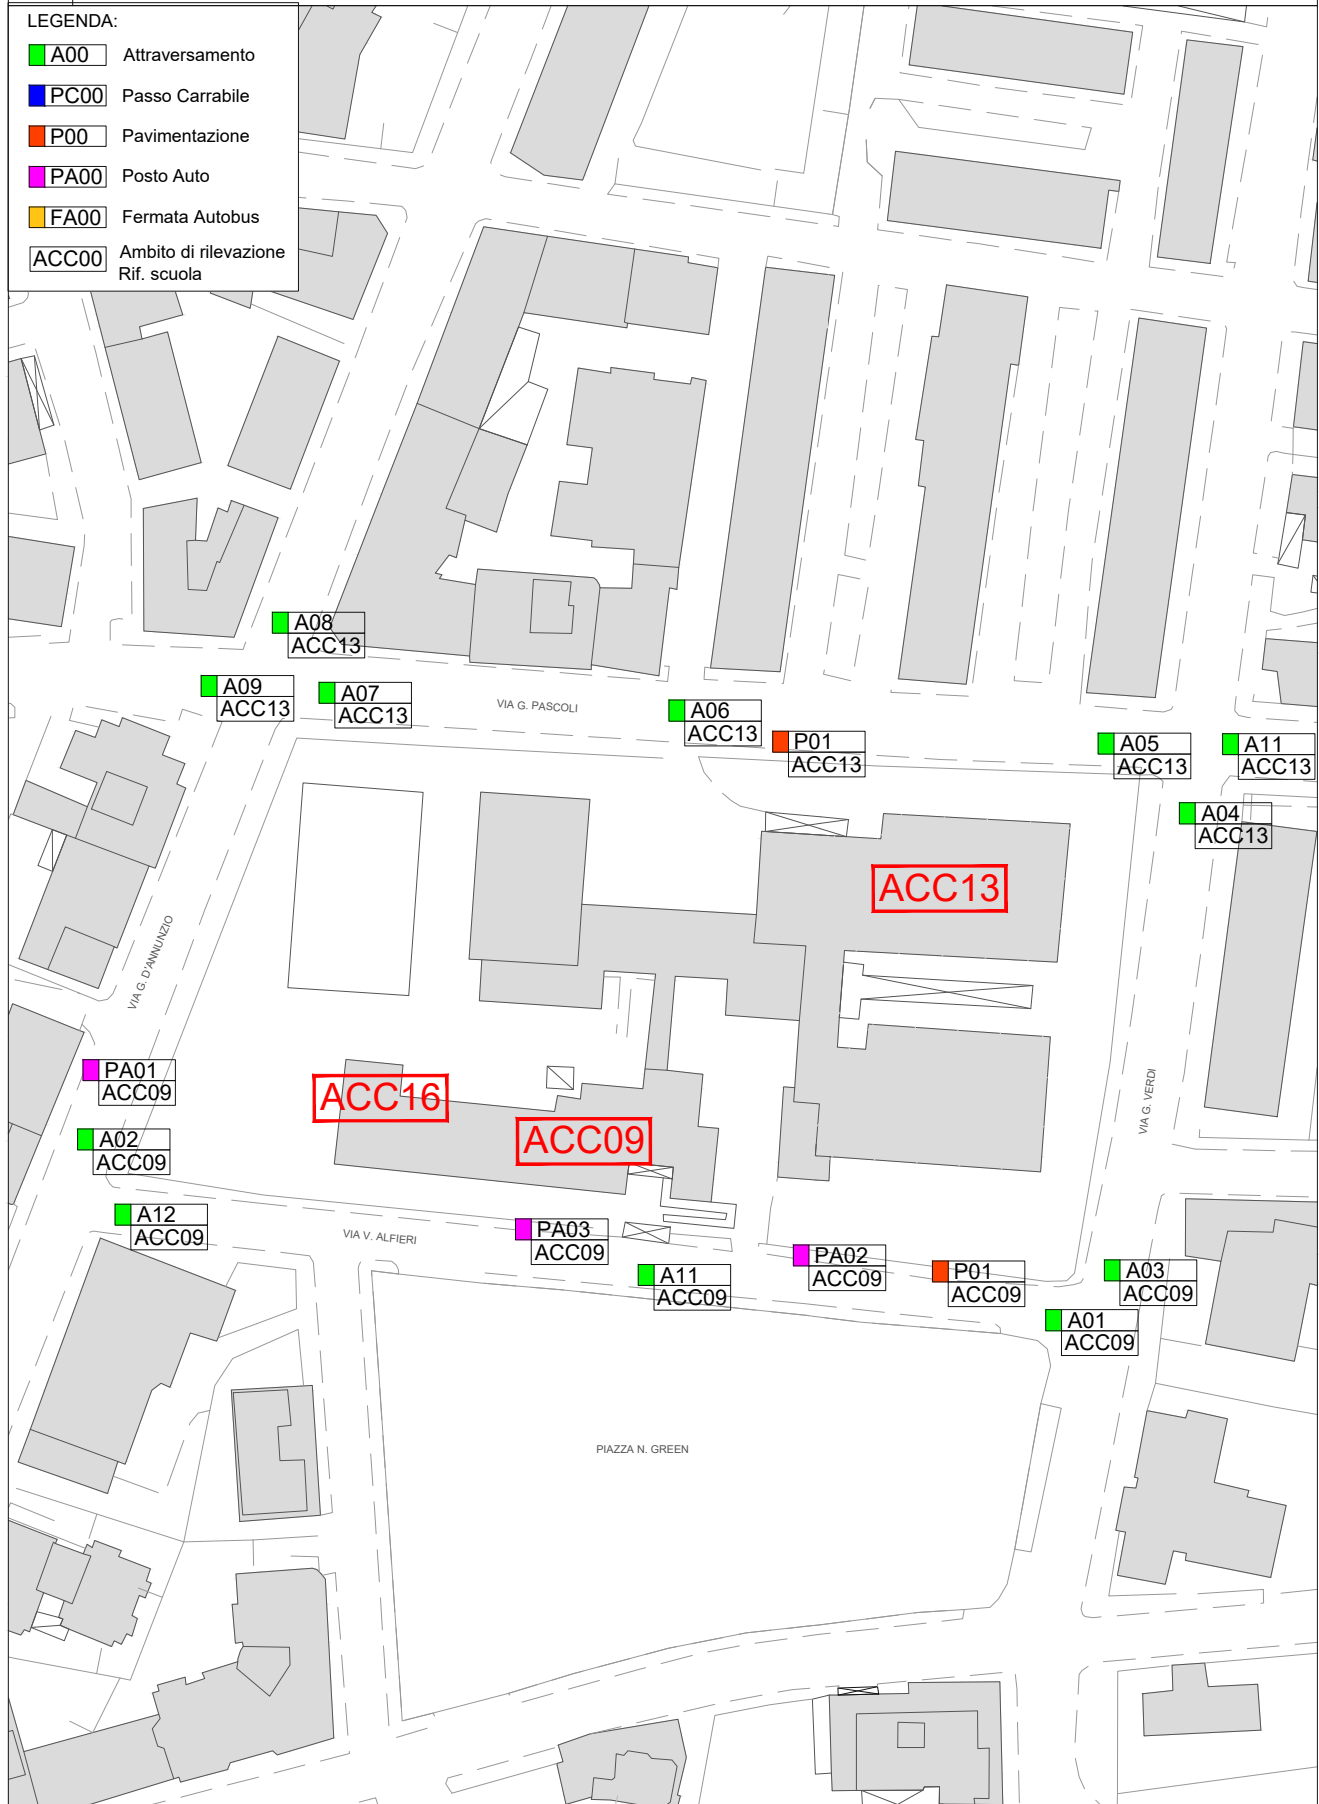 LEGENDA:
A00 Attraversamento
PC00 Passo Carrabile
P00 Pavimentazione
PA00 Posto Auto
FA00 Fermata Autobus
ACC00 Ambito di rilevazione
Rif. scuola
A08
ACC13
A09
ACC13
A07
ACC13
VIA G. PASCOLI
A06
ACC13
P01
ACC13
A05
ACC13
A11
ACC13
A04
ACC13
ACC13
VIA G. D'ANNUNZIO
PA01
ACC09
ACC16
ACC09
VIA G. VERDI
A02
ACC09
A12
ACC09
VIA V. ALFIERI
PA03
ACC09
A11
ACC09
PA02
ACC09
P01
ACC09
A03
ACC09
A01
ACC09
PIAZZA N. GREEN